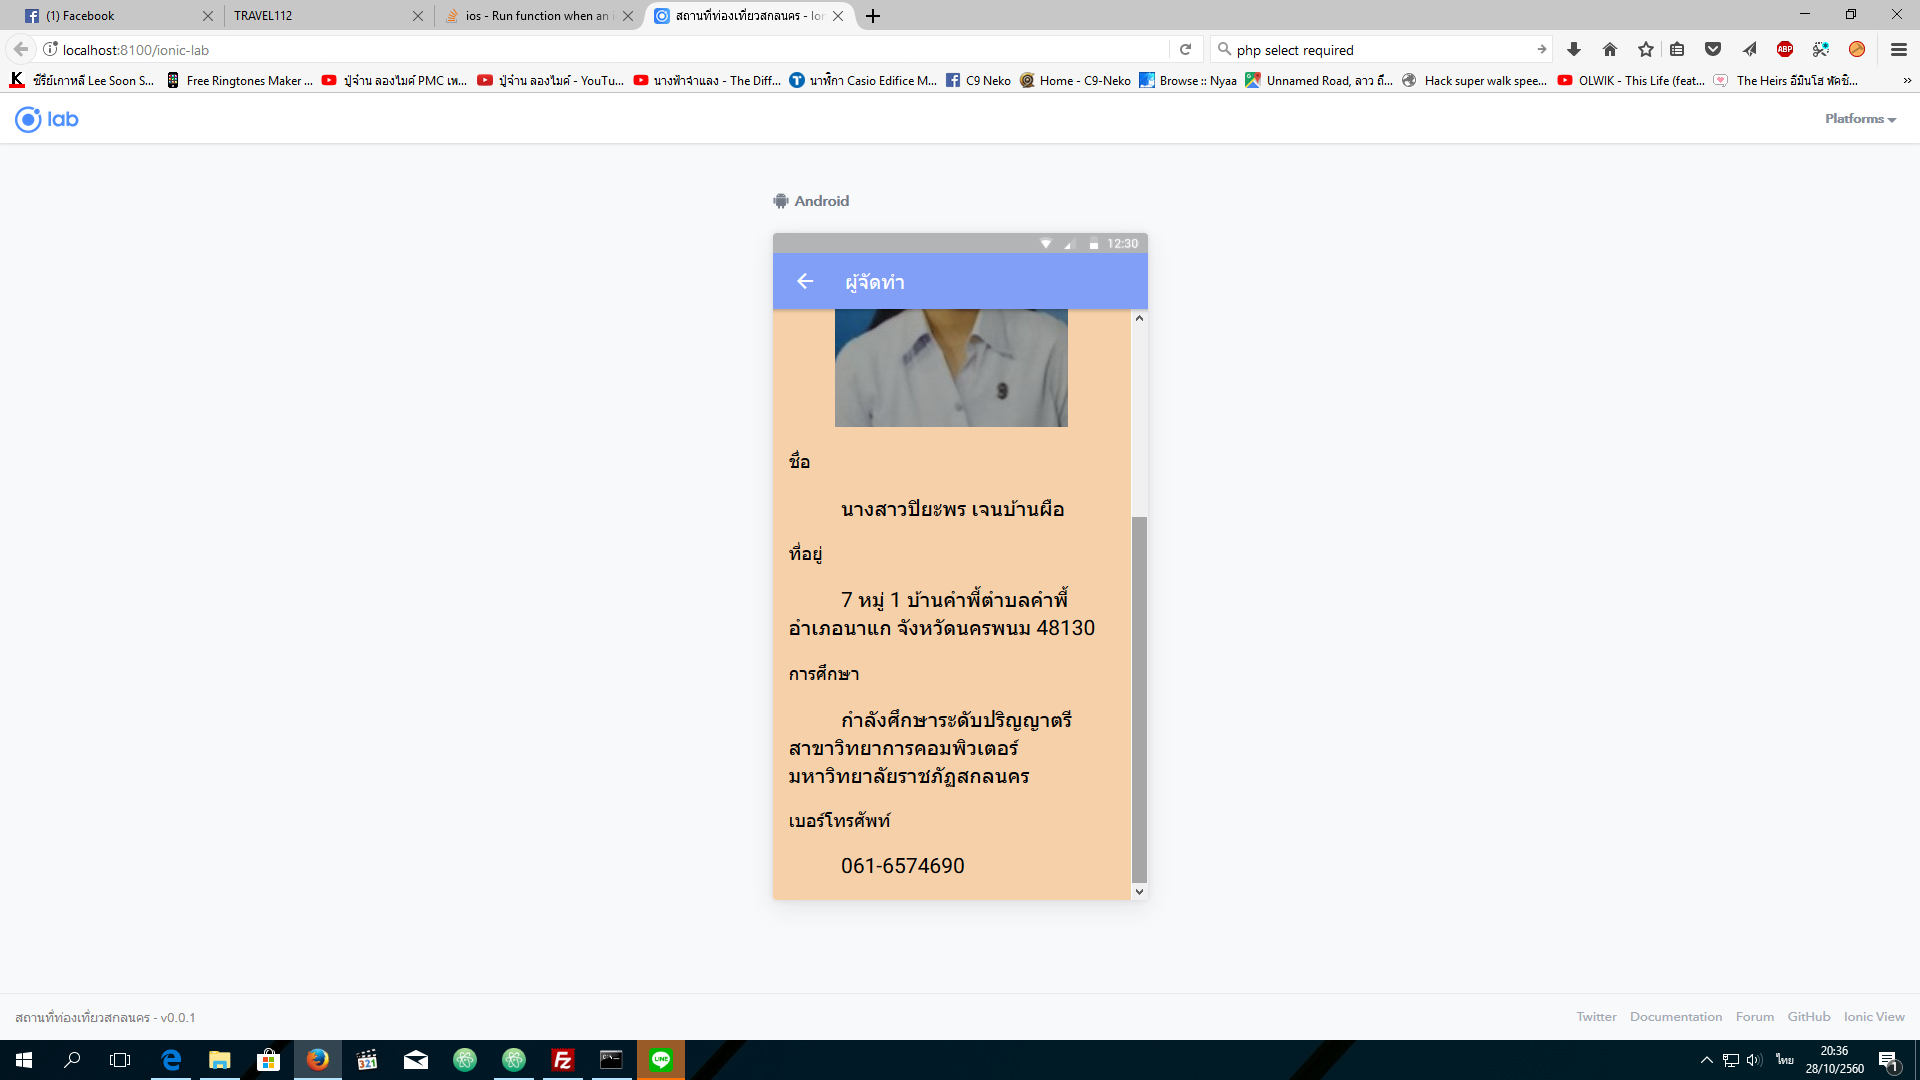 (1) Facebook
TRAVEL112
ios - Run function when an i
สถานที่ท่องเที่ยวสกลนคร - Ion
localhost:8100/ionic-lab
php select required
ABP
ซีรี่ย์เกาหลี Lee Soon S...
Free Ringtones Maker ...
ปู่จ๋าน ลองไมค์ PMC เพ...
ปู่จ๋าน ลองไมค์ - YouTu...
นางฟ้าจำแลง - The Diff...
นาฬิกา Casio Edifice M...
C9 Neko
Home - C9-Neko
Browse :: Nyaa
Unnamed Road, ลาว ถึ...
Hack super walk spee...
OLWIK - This Life (feat...
The Heirs อีมินโฮ พัคชิ...
lab
Platforms
Android
12:30
ผู้จัดทำ
ชื่อ
นางสาวปิยะพร เจนบ้านผือ
ที่อยู่
7 หมู่ 1 บ้านคำพี้ตำบลคำพี้
อำเภอนาแก จังหวัดนครพนม 48130
การศึกษา
กำลังศึกษาระดับปริญญาตรี
สาขาวิทยาการคอมพิวเตอร์
มหาวิทยาลัยราชภัฏสกลนคร
เบอร์โทรศัพท์
061-6574690
สถานที่ท่องเที่ยวสกลนคร - v0.0.1
Twitter
Documentation
Forum
GitHub
Ionic View
321
LINE
ไทย
20:36
28/10/2560
1